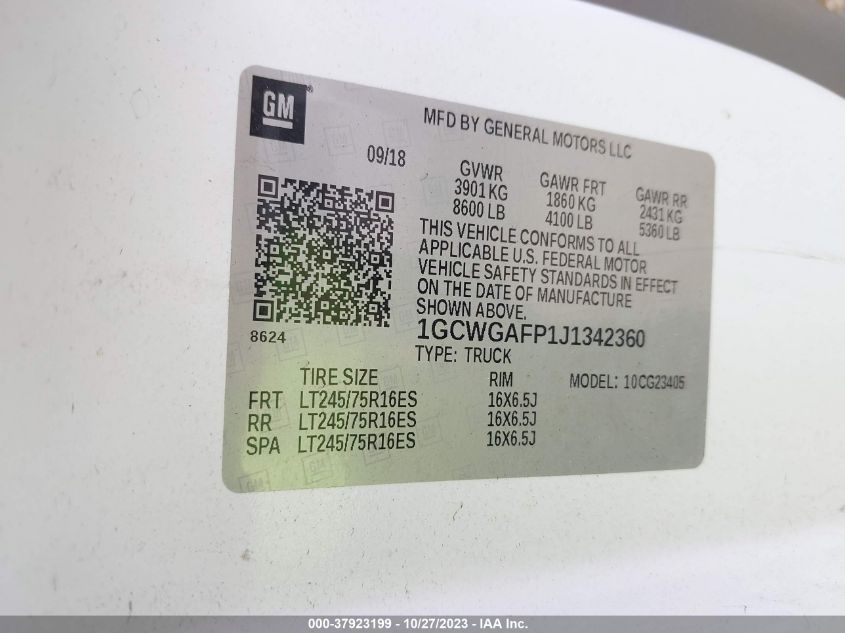 GM
MFD BY GENERAL MOTORS LLC
09/18
GVWR GAWR FRT GAWR RR
3901 KG 1860 KG 2431 KG
8600 LB 4100 LB 5360 LB
THIS VEHICLE CONFORMS TO ALL
APPLICABLE U.S. FEDERAL MOTOR
VEHICLE SAFETY STANDARDS IN EFFECT
ON THE DATE OF MANUFACTURE
SHOWN ABOVE.
8624
1GCWGAFP1J1342360
TYPE: TRUCK
TIRE SIZE RIM MODEL: 10CG23405
FRT LT245/75R16ES 16X6.5J
RR LT245/75R16ES 16X6.5J
SPA LT245/75R16ES 16X6.5J
000-37923199 - 10/27/2023 - IAA Inc.